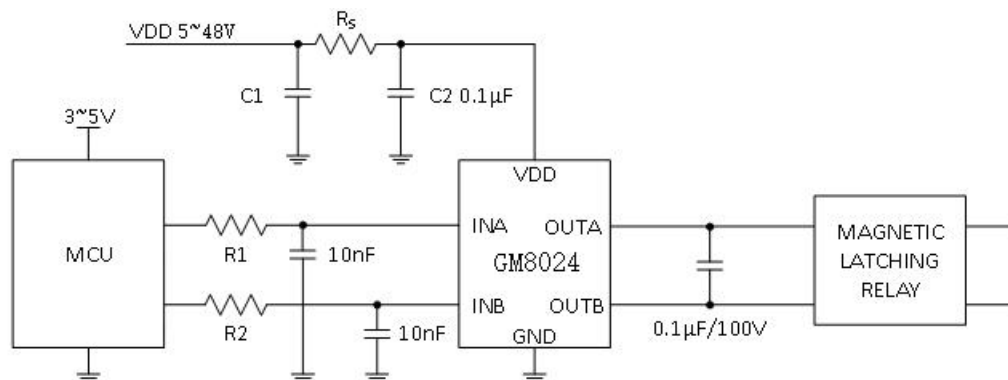 VDD 5~48V
Rs
C1
C2 0.1μF
3~5V
MCU
R1
10nF
R2
10nF
VDD
INA
OUTA
GM8024
INB
OUTB
GND
0.1μF/100V
MAGNETIC
LATCHING
RELAY